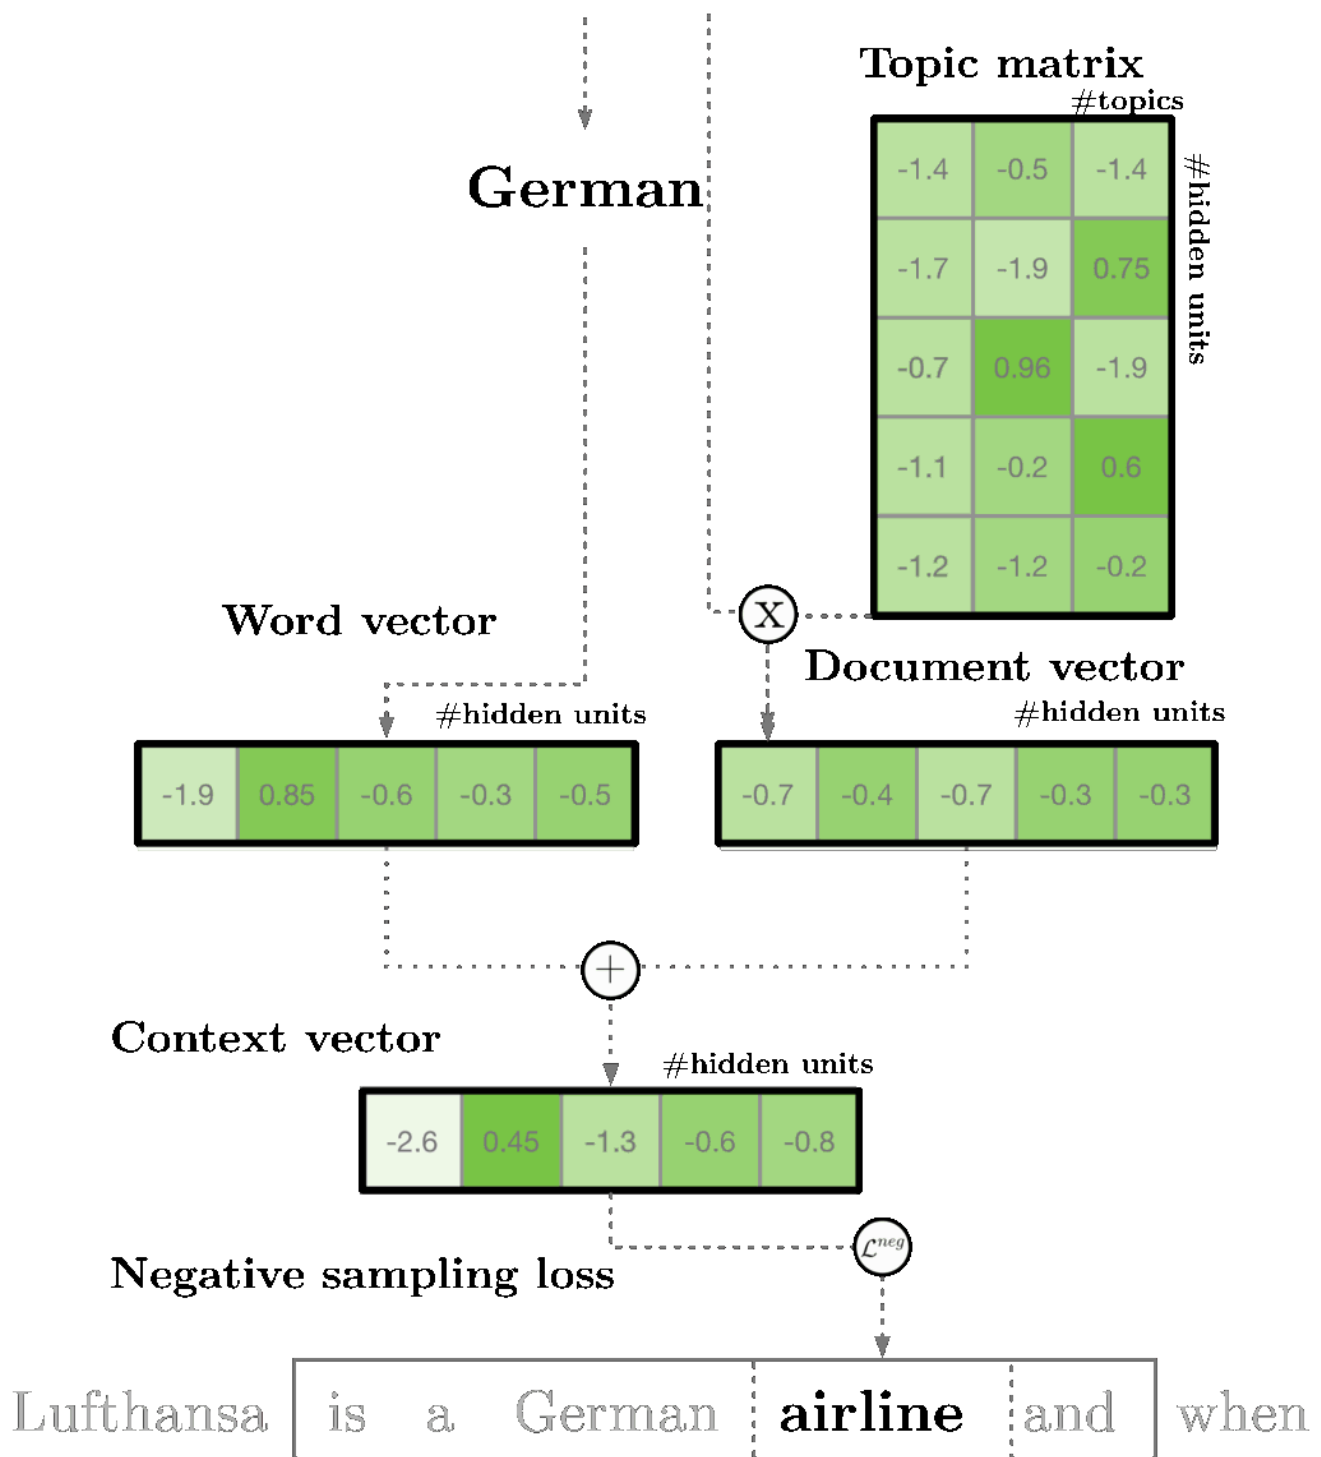 Topic matrix
#topics
-1.4 -0.5 -1.4
#hidden units
German
-1.7 -1.9 0.75
-0.7 0.96 -1.9
-1.1 -0.2 0.6
-1.2 -1.2 -0.2
X
Word vector
#hidden units
-1.9 0.85 -0.6 -0.3 -0.5
Document vector
#hidden units
-0.7 -0.4 -0.7 -0.3 -0.3
+
Context vector
#hidden units
-2.6 0.45 -1.3 -0.6 -0.8
ℒ^neg
Negative sampling loss
Lufthansa is a German airline and when